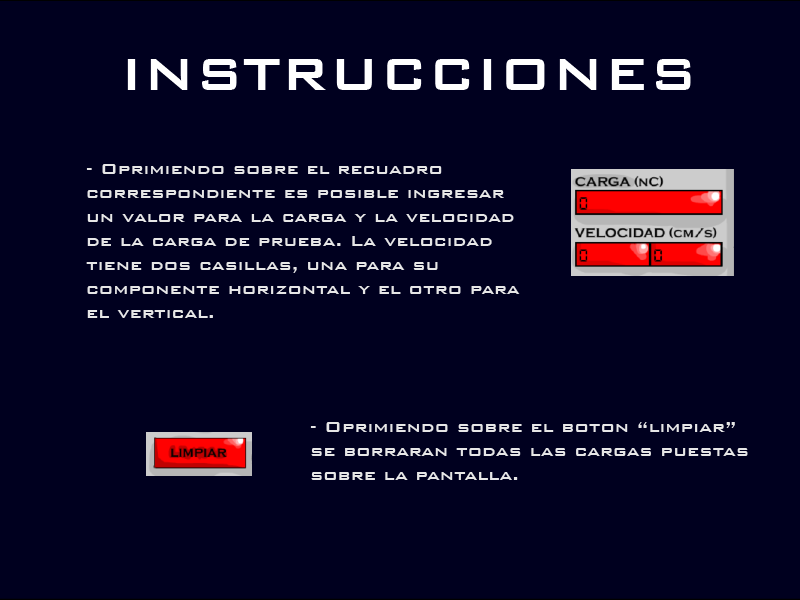 INSTRUCCIONES
- Oprimiendo sobre el recuadro
correspondiente es posible ingresar
un valor para la carga y la velocidad
de la carga de prueba. La velocidad
tiene dos casillas, una para su
componente horizontal y el otro para
el vertical.
CARGA (nC)
0
VELOCIDAD (cm/s)
0 0
LIMPIAR
- Oprimiendo sobre el boton “limpiar”
se borraran todas las cargas puestas
sobre la pantalla.